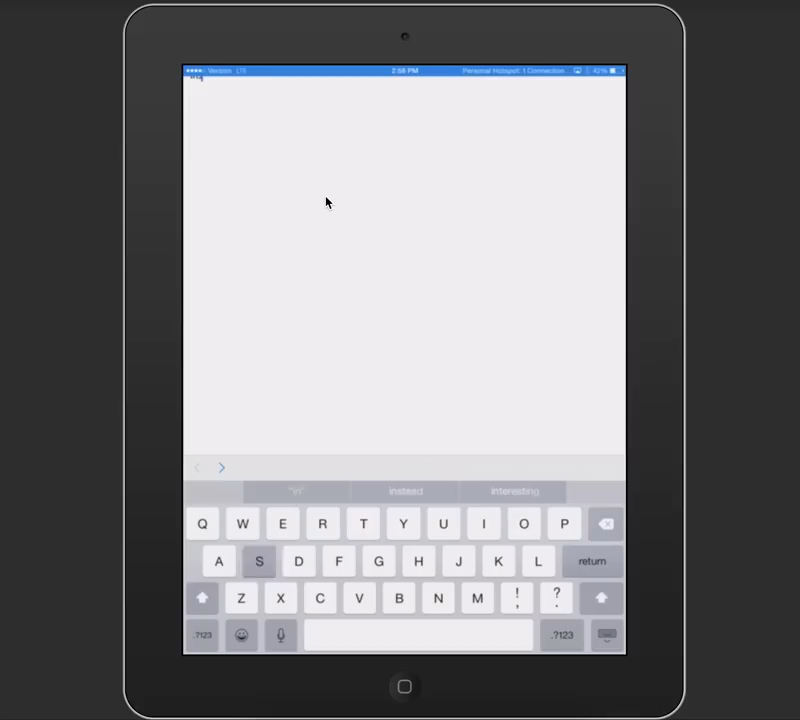 Verizon LTE 2:58 PM Personal Hotspot: 1 Connection 42%
"in" instead interesting
Q W E R T Y U I O P
A S D F G H J K L return
Z X C V B N M ! , ? .
.?123 .?123